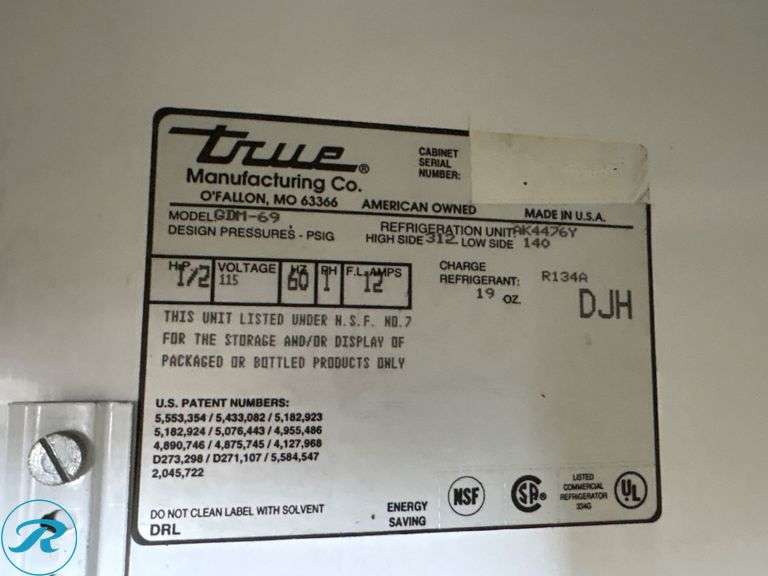 true®
Manufacturing Co.
O'FALLON, MO 63366
AMERICAN OWNED
MADE IN U.S.A.
CABINET
SERIAL
NUMBER:
MODEL GDM-69
REFRIGERATION UNIT AK4476Y
DESIGN PRESSURES - PSIG HIGH SIDE 312 LOW SIDE 140
H.P. VOLTAGE HZ PH F.L. AMPS
1/2 115 60 1 12
CHARGE
REFRIGERANT: R134A
19 OZ.
DJH
THIS UNIT LISTED UNDER N.S.F. NO.7
FOR THE STORAGE AND/OR DISPLAY OF
PACKAGED OR BOTTLED PRODUCTS ONLY
U.S. PATENT NUMBERS:
5,553,354 / 5,433,082 / 5,182,923
5,182,924 / 5,076,443 / 4,955,486
4,890,746 / 4,875,745 / 4,127,968
D273,298 / D271,107 / 5,584,547
2,045,722
DO NOT CLEAN LABEL WITH SOLVENT
DRL
ENERGY
SAVING
NSF
SA®
LISTED
COMMERCIAL
REFRIGERATOR
334G
UL
R